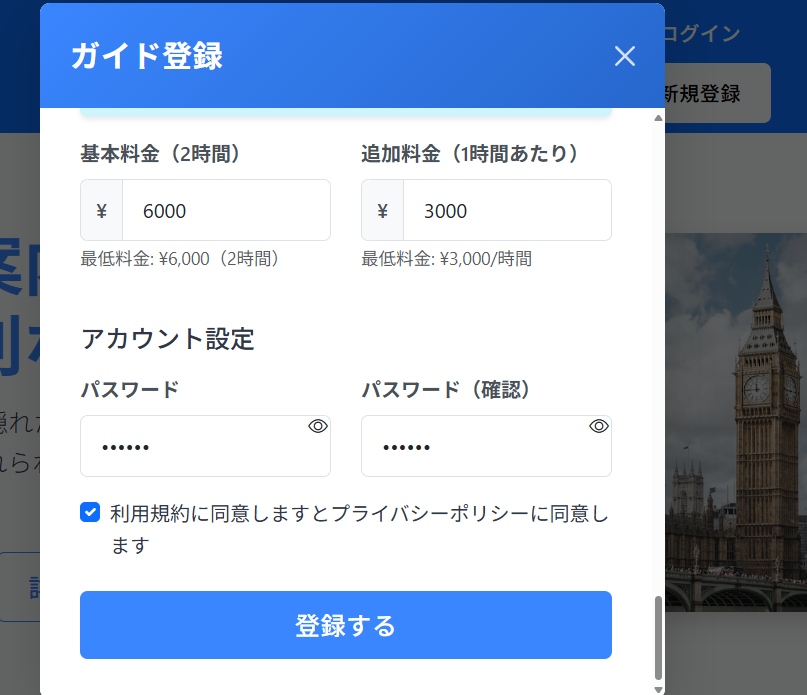 ガイド登録
ログイン
新規登録
基本料金（2時間）
追加料金（1時間あたり）
¥ 6000
¥ 3000
最低料金: ¥6,000（2時間）
最低料金: ¥3,000/時間
アカウント設定
パスワード
パスワード（確認）
••••••
••••••
利用規約に同意しますとプライバシーポリシーに同意し
ます
登録する